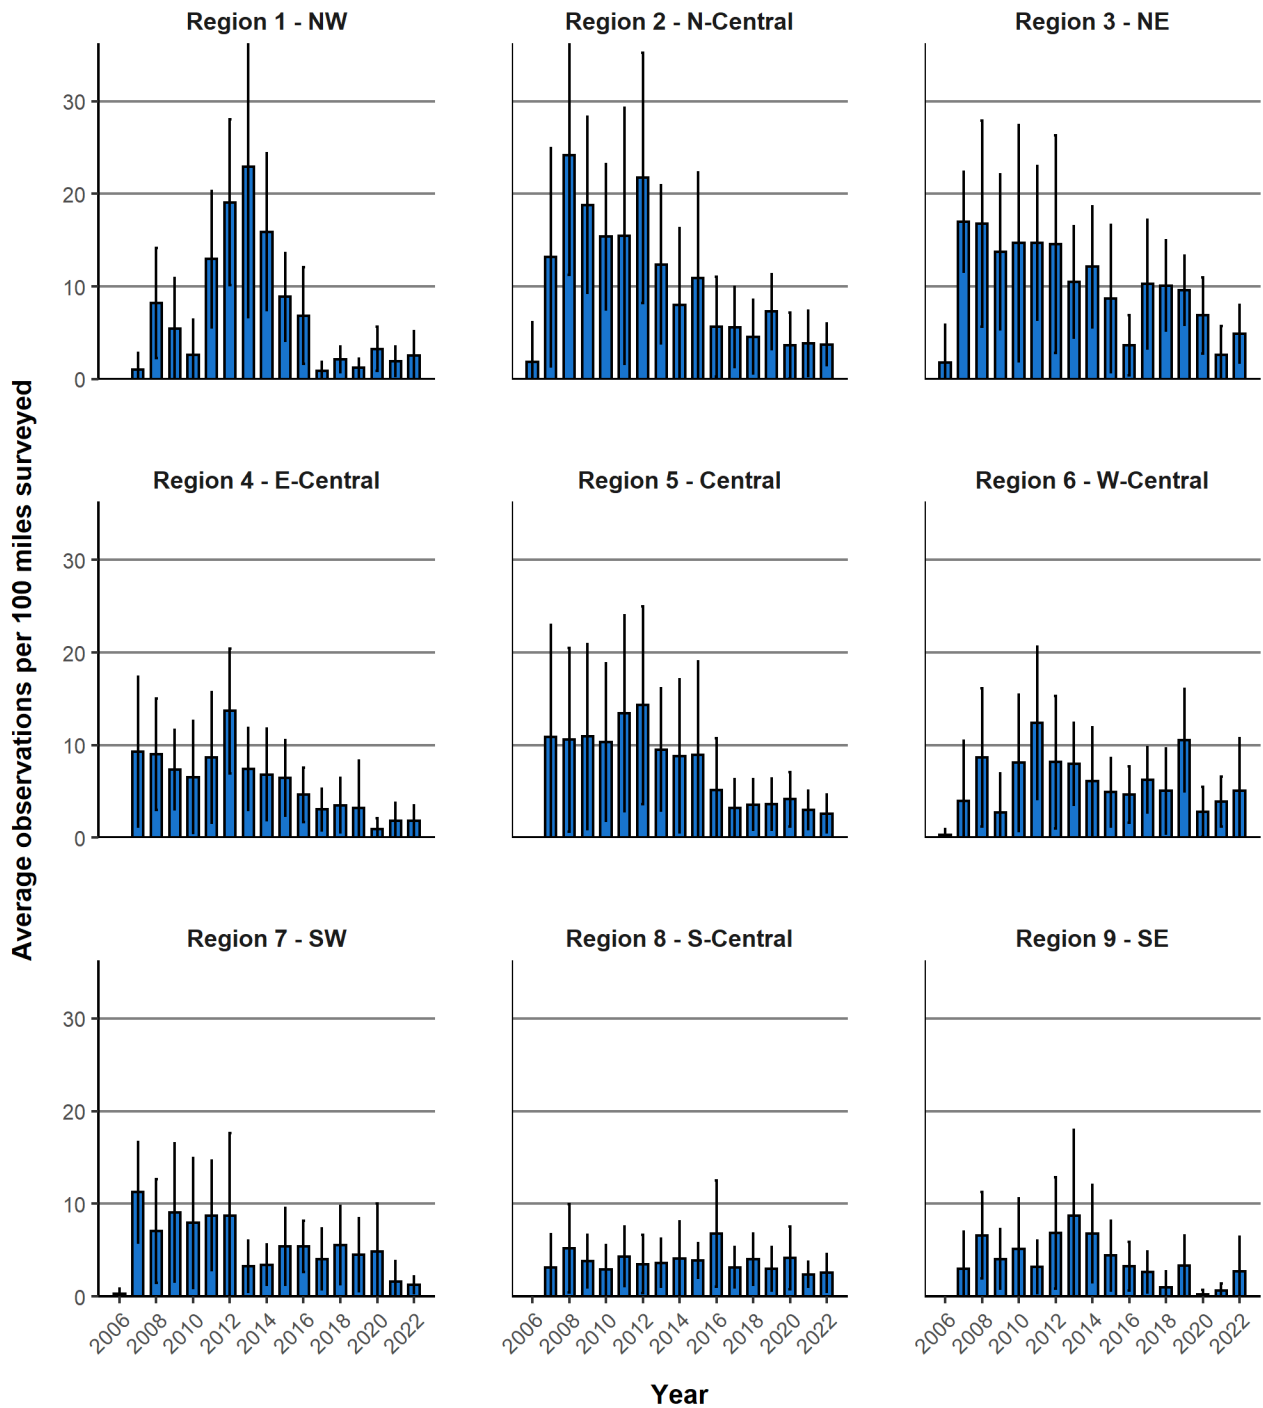 Region 1 - NW
Region 2 - N-Central
Region 3 - NE
30
20
10
0
Region 4 - E-Central
Region 5 - Central
Region 6 - W-Central
30
20
10
0
Region 7 - SW
Region 8 - S-Central
Region 9 - SE
30
20
10
0
2006 2008 2010 2012 2014 2016 2018 2020 2022
2006 2008 2010 2012 2014 2016 2018 2020 2022
2006 2008 2010 2012 2014 2016 2018 2020 2022
Average observations per 100 miles surveyed
Year